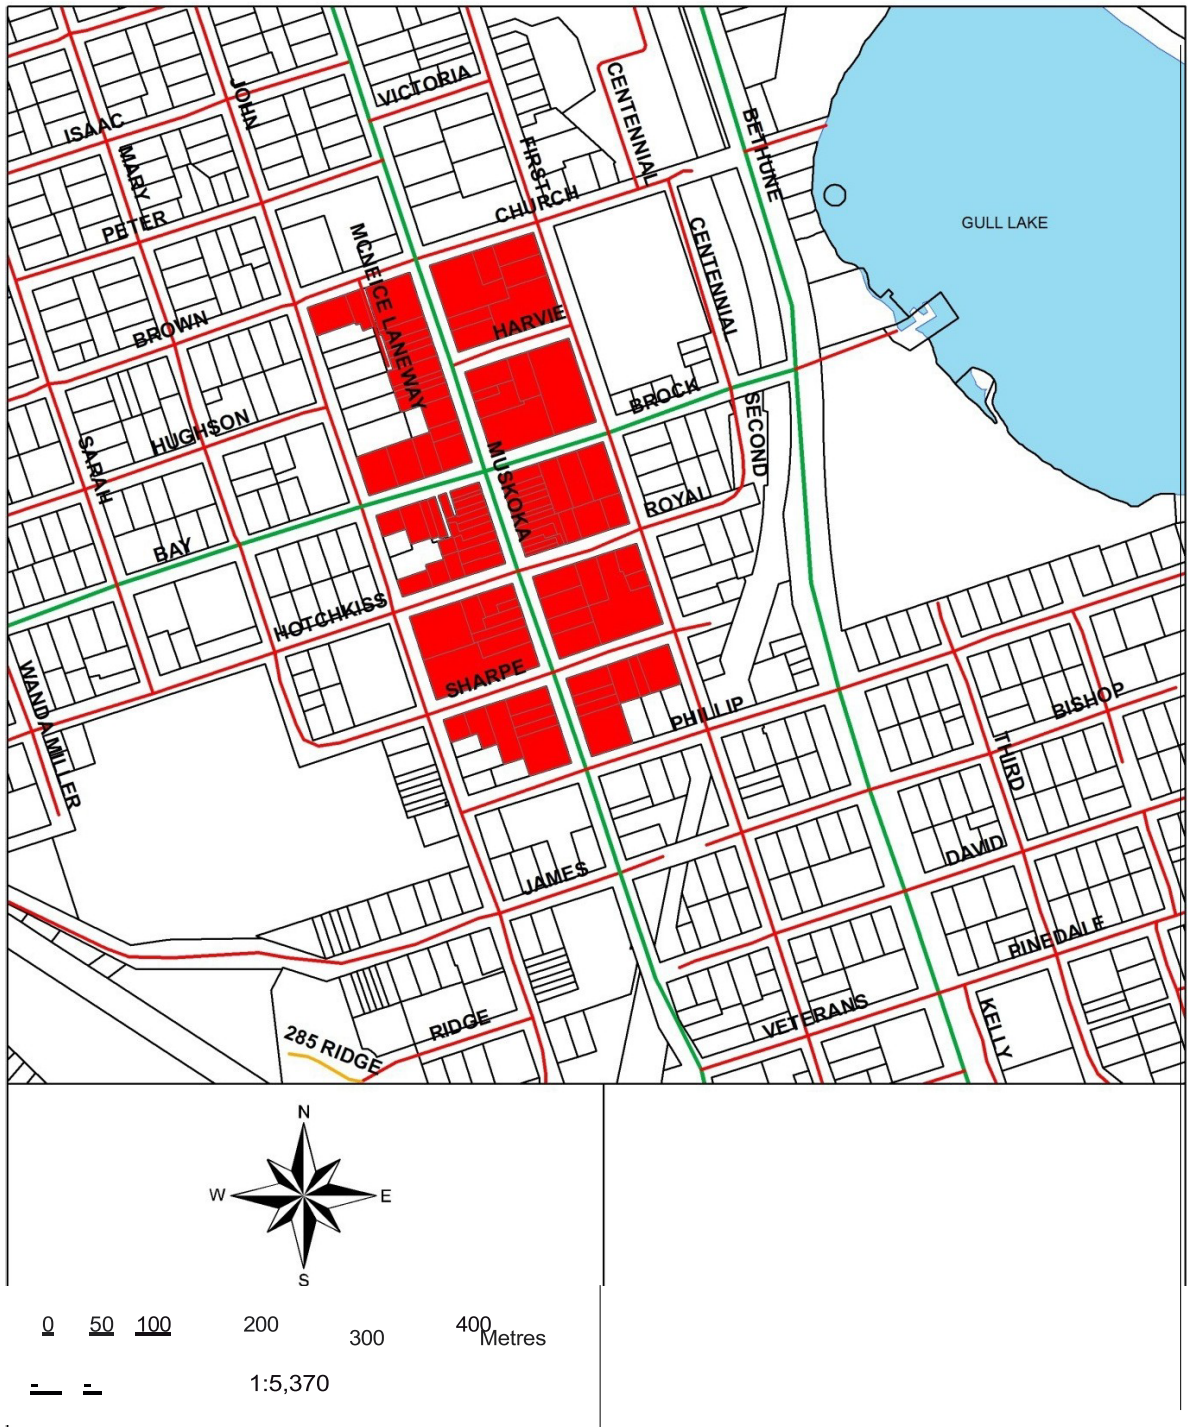 VICTORIA
CENTENNIAL
JOHN
ISAAC
BETHUNE
FIRST
MARY
CHURCH
PETER
GULL LAKE
CENTENNIAL
MCNEICE LANEWAY
HARVIE
BROWN
BROCK
SECOND
HUGHSON
SARAH
MUSKOKA
ROYAL
BAY
HOTCHKISS
SHARPE
WANDA MILLER
PHILLIP
BISHOP
THIRD
DAVID
JAMES
PINEDALE
VETERANS
KELLY
RIDGE
285 RIDGE
N
W E
S
0 50 100 200 300 400 Metres
1:5,370